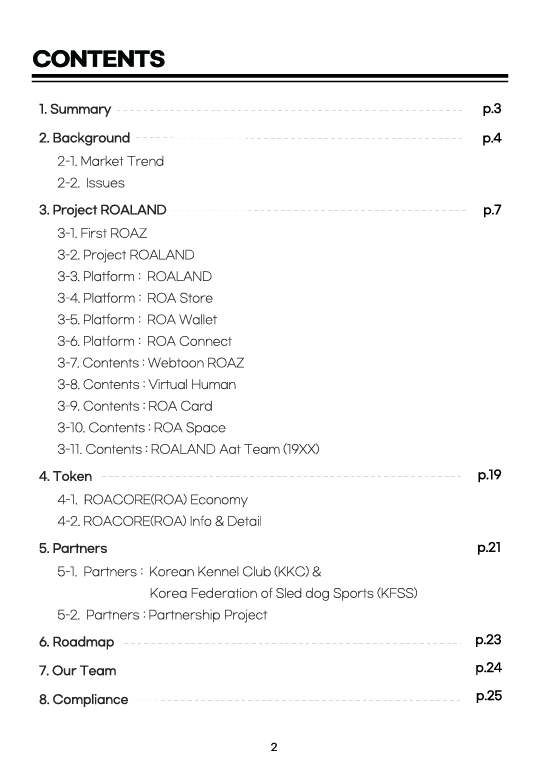 CONTENTS
1. Summary p.3
2. Background p.4
2-1. Market Trend
2-2. Issues
3. Project ROALAND p.7
3-1. First ROAZ
3-2. Project ROALAND
3-3. Platform : ROALAND
3-4. Platform : ROA Store
3-5. Platform : ROA Wallet
3-6. Platform : ROA Connect
3-7. Contents : Webtoon ROAZ
3-8. Contents : Virtual Human
3-9. Contents : ROA Card
3-10. Contents : ROA Space
3-11. Contents : ROALAND Aat Team (19XX)
4. Token p.19
4-1. ROACORE(ROA) Economy
4-2. ROACORE(ROA) Info & Detail
5. Partners p.21
5-1. Partners : Korean Kennel Club (KKC) &
Korea Federation of Sled dog Sports (KFSS)
5-2. Partners : Partnership Project
6. Roadmap p.23
7. Our Team p.24
8. Compliance p.25
2